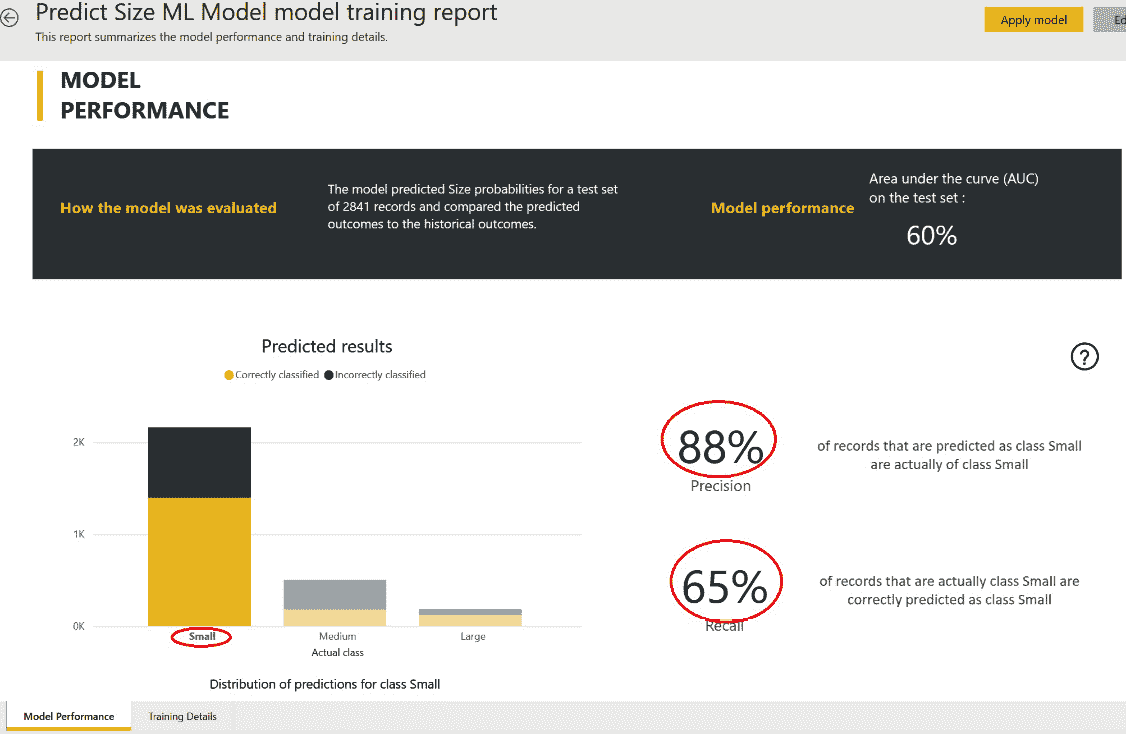 Predict Size ML Model model training report
This report summarizes the model performance and training details.
Apply model
Ed
MODEL
PERFORMANCE
How the model was evaluated
The model predicted Size probabilities for a test set
of 2841 records and compared the predicted
outcomes to the historical outcomes.
Model performance
Area under the curve (AUC)
on the test set :
60%
Predicted results
Correctly classified Incorrectly classified
?
2K
1K
0K
Small Medium Large
Actual class
Distribution of predictions for class Small
88%
Precision
of records that are predicted as class Small
are actually of class Small
65%
Recall
of records that are actually class Small are
correctly predicted as class Small
Model Performance Training Details